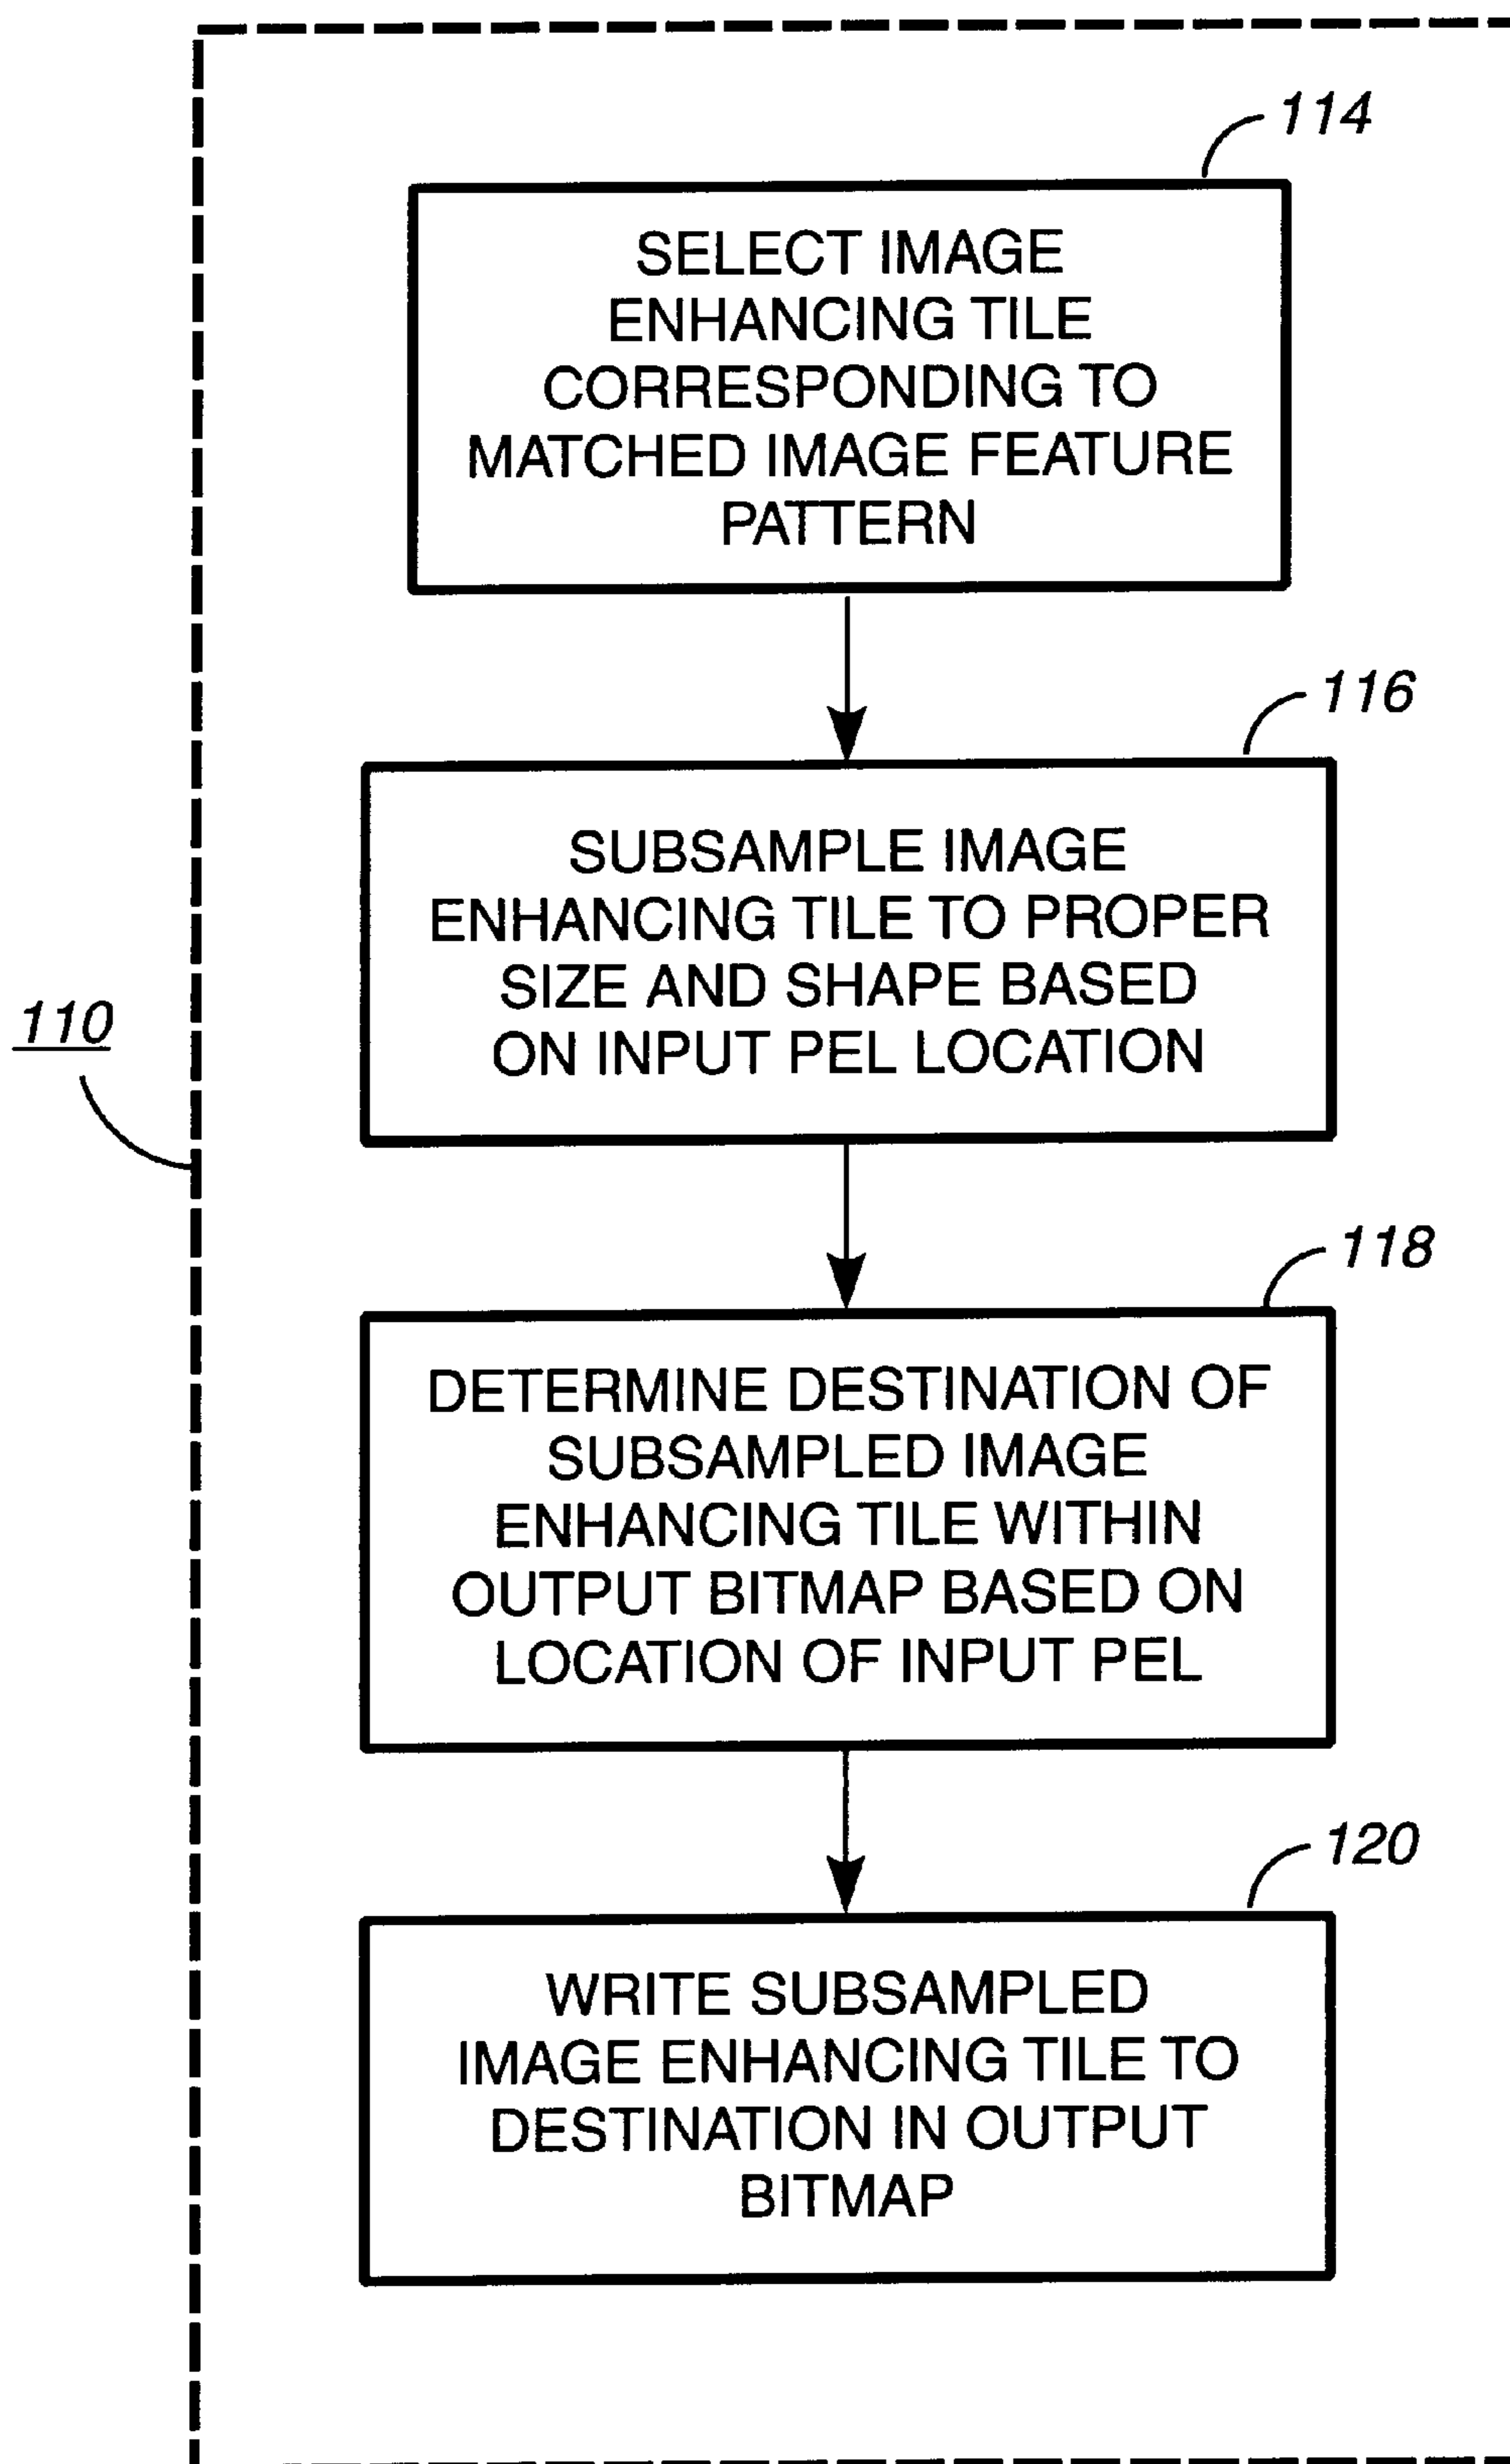 114
SELECT IMAGE
ENHANCING TILE
CORRESPONDING TO
MATCHED IMAGE FEATURE
PATTERN
116
SUBSAMPLE IMAGE
ENHANCING TILE TO PROPER
SIZE AND SHAPE BASED
ON INPUT PEL LOCATION
110
118
DETERMINE DESTINATION OF
SUBSAMPLED IMAGE
ENHANCING TILE WITHIN
OUTPUT BITMAP BASED ON
LOCATION OF INPUT PEL
120
WRITE SUBSAMPLED
IMAGE ENHANCING TILE TO
DESTINATION IN OUTPUT
BITMAP